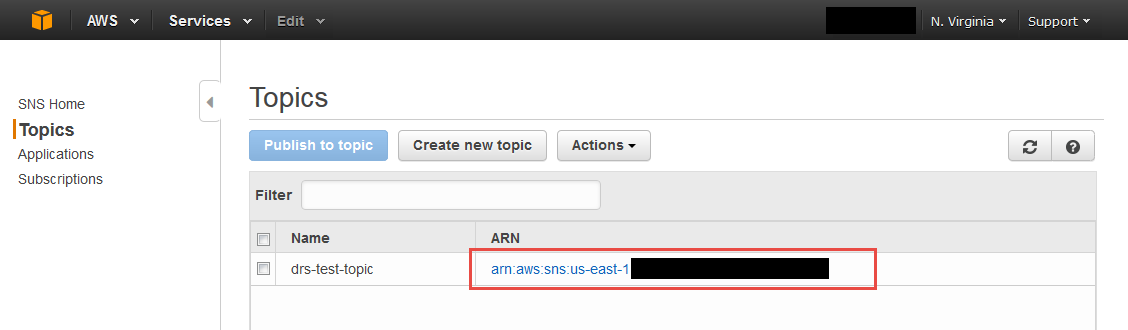 AWS Services Edit N. Virginia Support
SNS Home
Topics
Applications
Subscriptions
Topics
Publish to topic Create new topic Actions
Filter
Name ARN
drs-test-topic arn:aws:sns:us-east-1